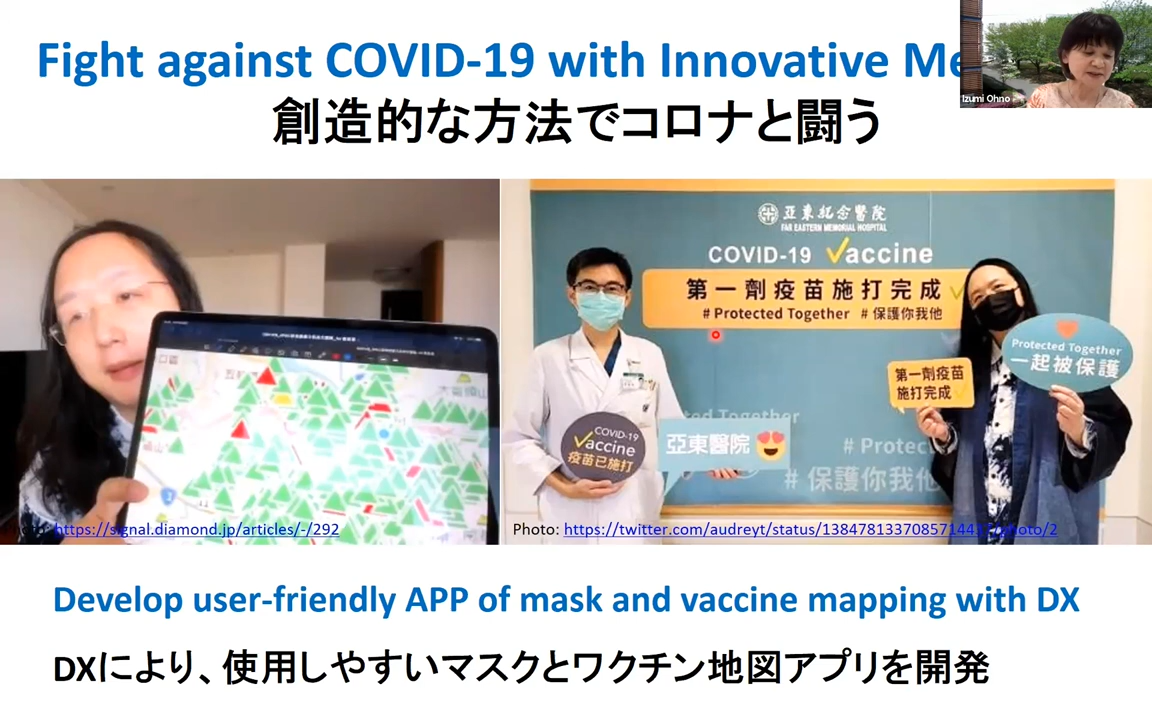 Fight against COVID-19 with Innovative Me
創造的な方法でコロナと闘う
Izumi Ohno
亞東紀念醫院
FAR EASTERN MEMORIAL HOSPITAL
COVID-19 Vaccine
第一劑疫苗施打完成
# Protected Together # 保護你我他
Protected Together
一起被保護
第一劑疫苗
施打完成
COVID-19
Vaccine
疫苗已施打
ted Together
亞東醫院
# Protec
# 保護你我他
Photo: https://signal.diamond.jp/articles/-/292
Photo: https://twitter.com/audreyt/status/1384781337085714437/photo/2
Develop user-friendly APP of mask and vaccine mapping with DX
DXにより、使用しやすいマスクとワクチン地図アプリを開発